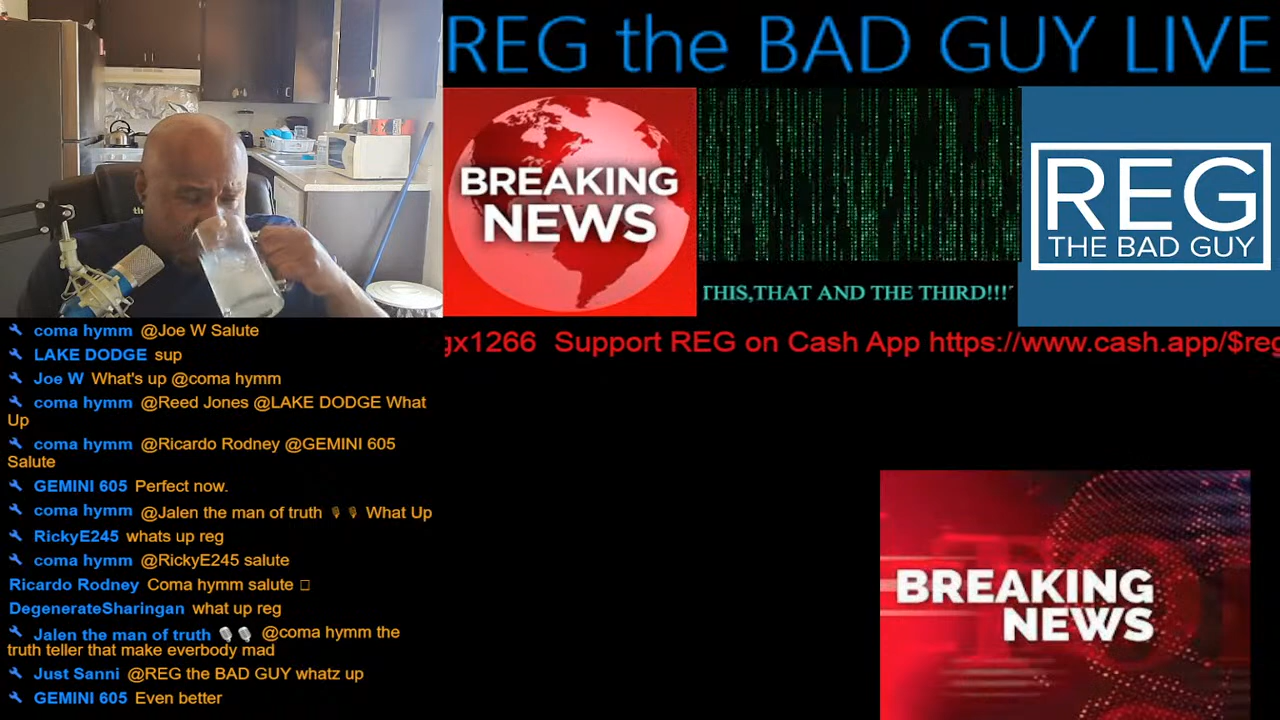 REG the BAD GUY LIVE
BREAKING
NEWS
REG
THE BAD GUY
THIS,THAT AND THE THIRD!!!
gx1266 Support REG on Cash App https://www.cash.app/$reg
coma hymm @Joe W Salute
LAKE DODGE sup
Joe W What's up @coma hymm
coma hymm @Reed Jones @LAKE DODGE What
Up
coma hymm @Ricardo Rodney @GEMINI 605
Salute
GEMINI 605 Perfect now.
coma hymm @Jalen the man of truth 🎙 🎙 What Up
RickyE245 whats up reg
coma hymm @RickyE245 salute
Ricardo Rodney Coma hymm salute
DegenerateSharingan what up reg
Jalen the man of truth 🎙🎙 @coma hymm the
truth teller that make everbody mad
Just Sanni @REG the BAD GUY whatz up
GEMINI 605 Even better
BREAKING
NEWS